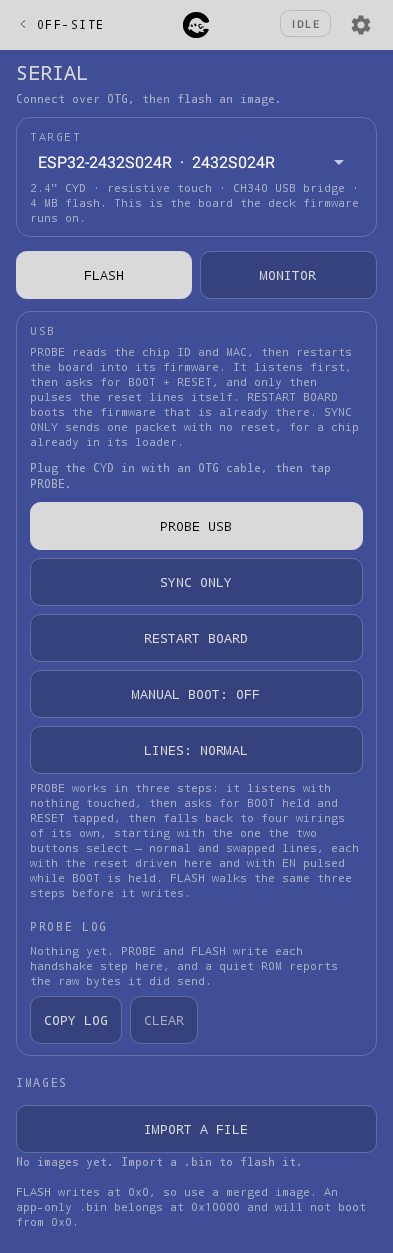 OFF-SITE
IDLE
SERIAL
Connect over OTG, then flash an image.
TARGET
ESP32-2432S024R · 2432S024R
2.4" CYD · resistive touch · CH340 USB bridge ·
4 MB flash. This is the board the deck firmware
runs on.
FLASH
MONITOR
USB
PROBE reads the chip ID and MAC, then restarts
the board into its firmware. It listens first,
then asks for BOOT + RESET, and only then
pulses the reset lines itself. RESTART BOARD
boots the firmware that is already there. SYNC
ONLY sends one packet with no reset, for a chip
already in its loader.
Plug the CYD in with an OTG cable, then tap
PROBE.
PROBE USB
SYNC ONLY
RESTART BOARD
MANUAL BOOT: OFF
LINES: NORMAL
PROBE works in three steps: it listens with
nothing touched, then asks for BOOT held and
RESET tapped, then falls back to four wirings
of its own, starting with the one the two
buttons select — normal and swapped lines, each
with the reset driven here and with EN pulsed
while BOOT is held. FLASH walks the same three
steps before it writes.
PROBE LOG
Nothing yet. PROBE and FLASH write each
handshake step here, and a quiet ROM reports
the raw bytes it did send.
COPY LOG
CLEAR
IMAGES
IMPORT A FILE
No images yet. Import a .bin to flash it.
FLASH writes at 0x0, so use a merged image. An
app-only .bin belongs at 0x10000 and will not boot
from 0x0.